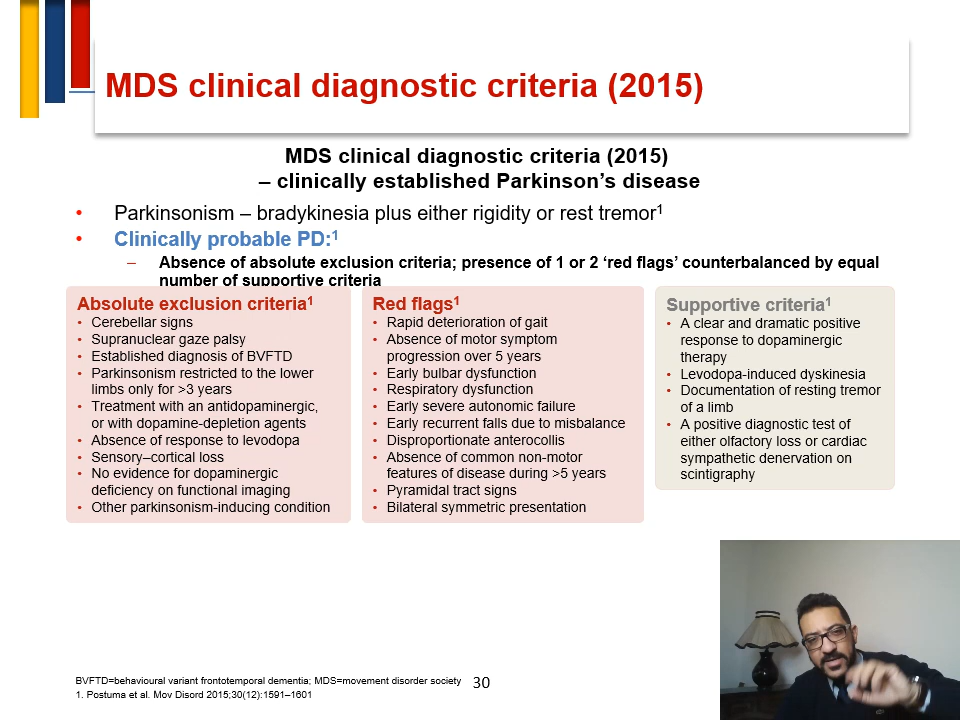 MDS clinical diagnostic criteria (2015)
MDS clinical diagnostic criteria (2015)
– clinically established Parkinson's disease
• Parkinsonism – bradykinesia plus either rigidity or rest tremor1
• Clinically probable PD:1
– Absence of absolute exclusion criteria; presence of 1 or 2 'red flags' counterbalanced by equal
number of supportive criteria
Absolute exclusion criteria1
• Cerebellar signs
• Supranuclear gaze palsy
• Established diagnosis of BVFTD
• Parkinsonism restricted to the lower
limbs only for >3 years
• Treatment with an antidopaminergic,
or with dopamine-depletion agents
• Absence of response to levodopa
• Sensory–cortical loss
• No evidence for dopaminergic
deficiency on functional imaging
• Other parkinsonism-inducing condition
Red flags1
• Rapid deterioration of gait
• Absence of motor symptom
progression over 5 years
• Early bulbar dysfunction
• Respiratory dysfunction
• Early severe autonomic failure
• Early recurrent falls due to misbalance
• Disproportionate anterocollis
• Absence of common non-motor
features of disease during >5 years
• Pyramidal tract signs
• Bilateral symmetric presentation
Supportive criteria1
• A clear and dramatic positive
response to dopaminergic
therapy
• Levodopa-induced dyskinesia
• Documentation of resting tremor
of a limb
• A positive diagnostic test of
either olfactory loss or cardiac
sympathetic denervation on
scintigraphy
BVFTD=behavioural variant frontotemporal dementia; MDS=movement disorder society
30
1. Postuma et al. Mov Disord 2015;30(12):1591–1601